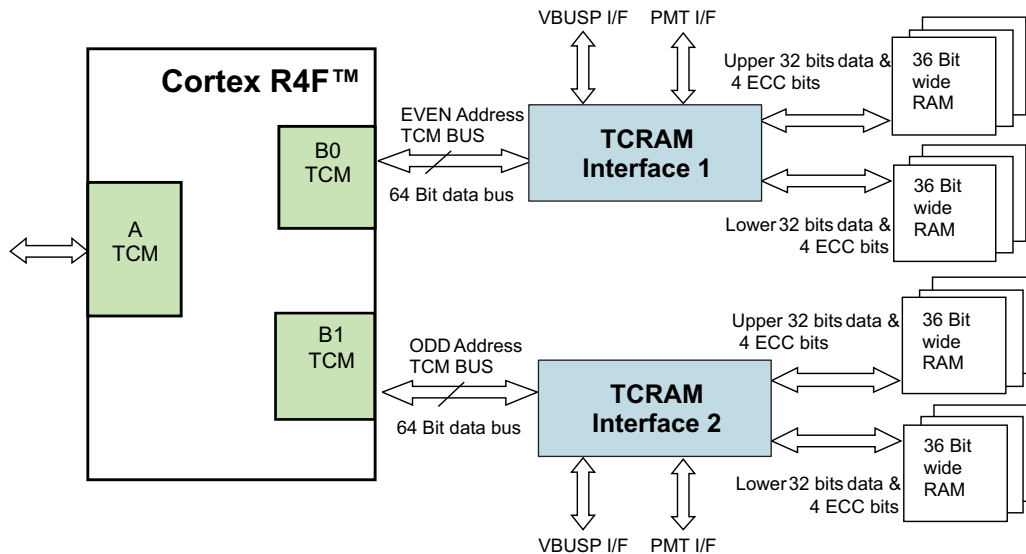 VBUSP I/F
PMT I/F
Cortex R4F™
Upper 32 bits data &
4 ECC bits
36 Bit
wide
RAM
EVEN Address
TCM BUS
TCRAM
Interface 1
B0
TCM
64 Bit data bus
36 Bit
wide
RAM
Lower 32 bits data &
4 ECC bits
A
TCM
Upper 32 bits data &
4 ECC bits
36 Bit
wide
RAM
B1
TCM
ODD Address
TCM BUS
TCRAM
Interface 2
64 Bit data bus
36 Bit
wide
RAM
Lower 32 bits data &
4 ECC bits
VBUSP I/F
PMT I/F